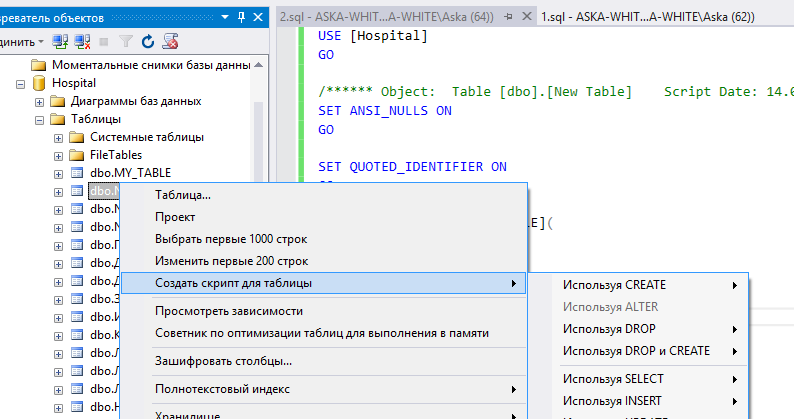 зреватель объектов
2.sql - ASKA-WHIT...A-WHITE\Aska (64))
1.sql - ASKA-WHIT...A-WHITE\Aska (62))
динить
Моментальные снимки базы данны
Hospital
Диаграммы баз данных
Таблицы
Системные таблицы
FileTables
dbo.MY_TABLE
dbo.N
dbo.N
dbo.N
dbo.П
dbo.Д
dbo.Д
dbo.З
dbo.И
dbo.К
dbo.Л
dbo.Л
dbo.Н
USE [Hospital]
GO
/****** Object:  Table [dbo].[New Table]    Script Date: 14.0
SET ANSI_NULLS ON
GO
SET QUOTED_IDENTIFIER ON
LE](
Таблица...
Проект
Выбрать первые 1000 строк
Изменить первые 200 строк
Создать скрипт для таблицы
Просмотреть зависимости
Советник по оптимизации таблиц для выполнения в памяти
Зашифровать столбцы...
Полнотекстовый индекс
Хранилище
Используя CREATE
Используя ALTER
Используя DROP
Используя DROP и CREATE
Используя SELECT
Используя INSERT